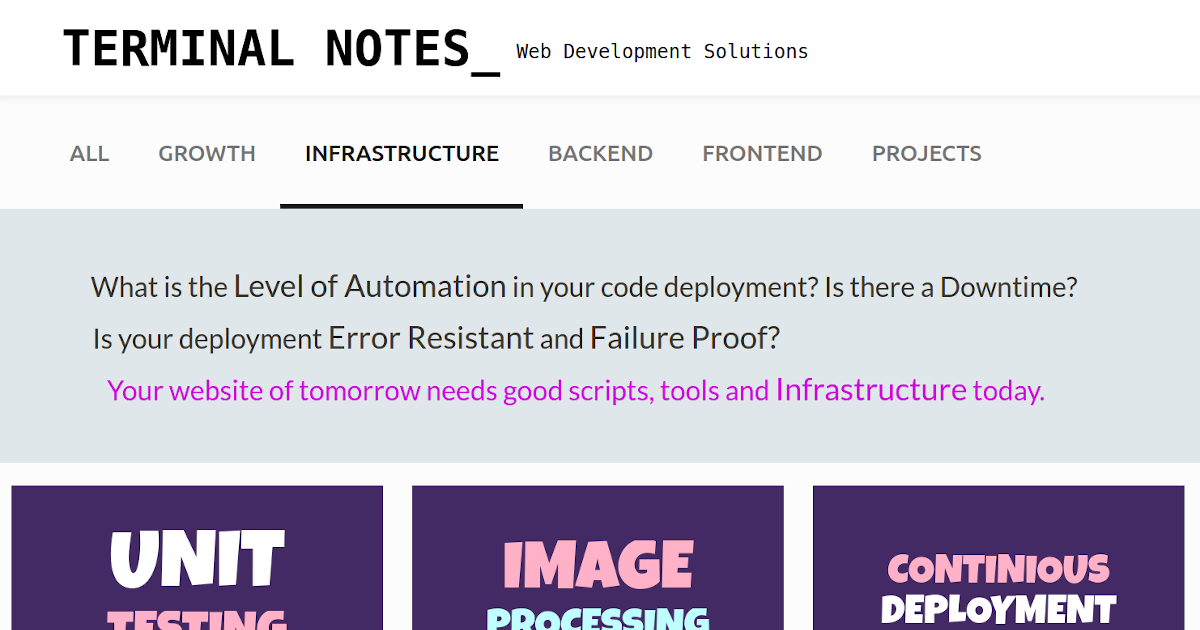 TERMINAL NOTES_ Web Development Solutions
ALL GROWTH INFRASTRUCTURE BACKEND FRONTEND PROJECTS
What is the Level of Automation in your code deployment? Is there a Downtime?
Is your deployment Error Resistant and Failure Proof?
Your website of tomorrow needs good scripts, tools and Infrastructure today.
UNIT
TESTING
IMAGE
PROCESSING
CONTINIOUS
DEPLOYMENT